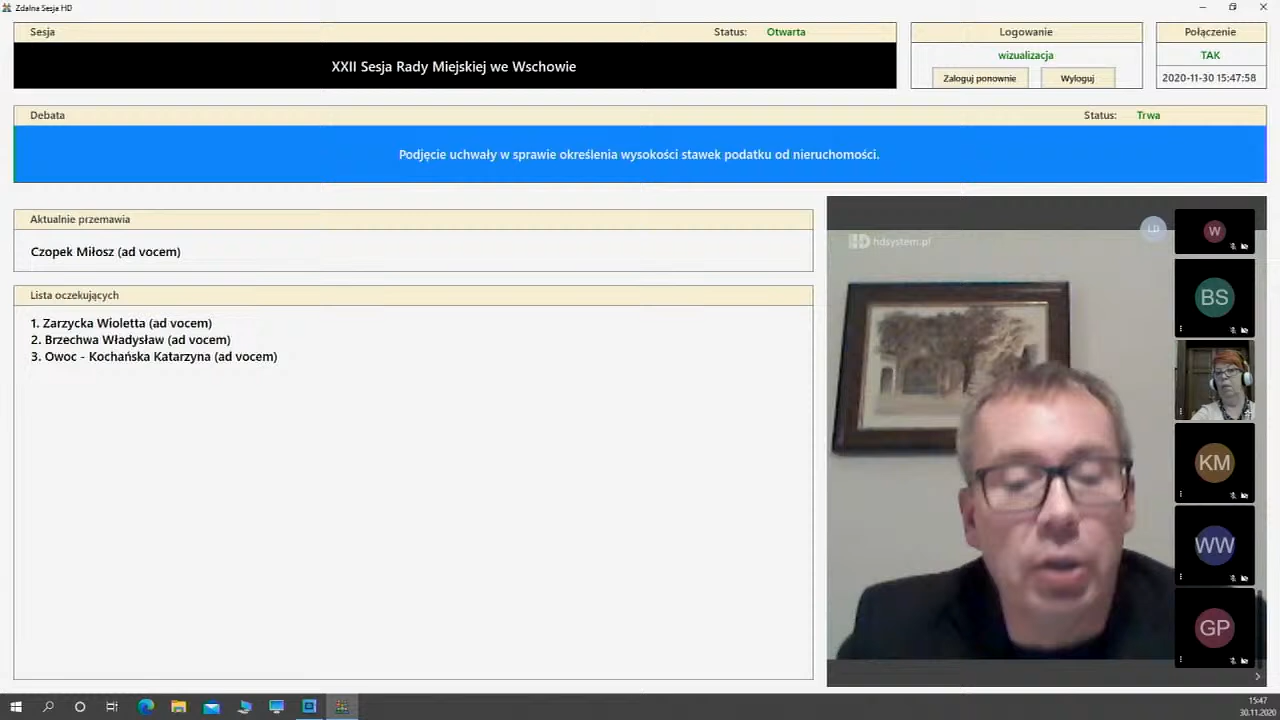 Zdalna Sesja HD
Sesja
Status: Otwarta
XXII Sesja Rady Miejskiej we Wschowie
Logowanie
wizualizacja
Zaloguj ponownie
Wyloguj
Połączenie
TAK
2020-11-30 15:47:58
Debata
Status: Trwa
Podjęcie uchwały w sprawie określenia wysokości stawek podatku od nieruchomości.
Aktualnie przemawia
Czopek Miłosz (ad vocem)
Lista oczekujących
1. Zarzycka Wioletta (ad vocem)
2. Brzechwa Władysław (ad vocem)
3. Owoc - Kochańska Katarzyna (ad vocem)
HD hdsystem.pl
LD
W
BS
KM
WW
GP
15:47
30.11.2020